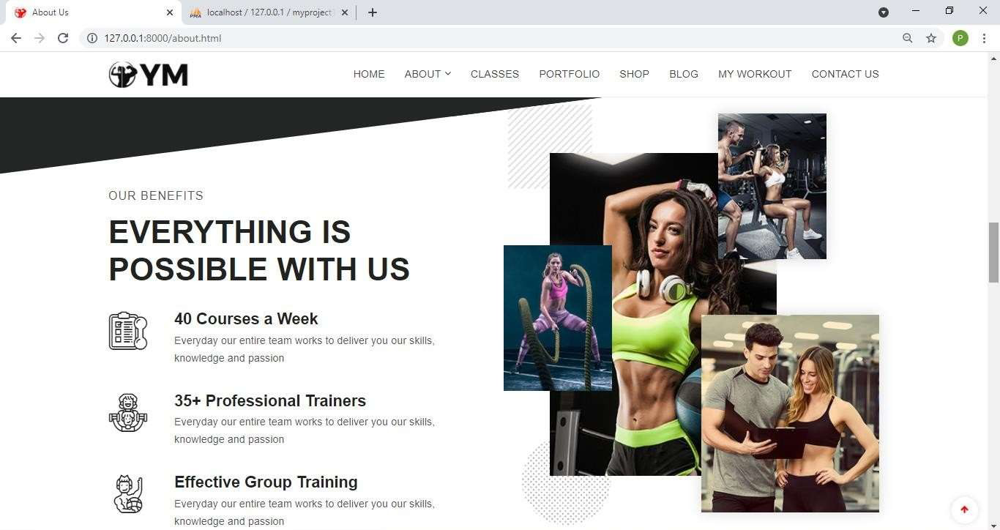 About Us
localhost / 127.0.0.1 / myproject
127.0.0.1:8000/about.html
P
YM
HOME
ABOUT
CLASSES
PORTFOLIO
SHOP
BLOG
MY WORKOUT
CONTACT US
OUR BENEFITS
EVERYTHING IS
POSSIBLE WITH US
40 Courses a Week
Everyday our entire team works to deliver you our skills,
knowledge and passion
35+ Professional Trainers
Everyday our entire team works to deliver you our skills,
knowledge and passion
Effective Group Training
Everyday our entire team works to deliver you our skills,
knowledge and passion